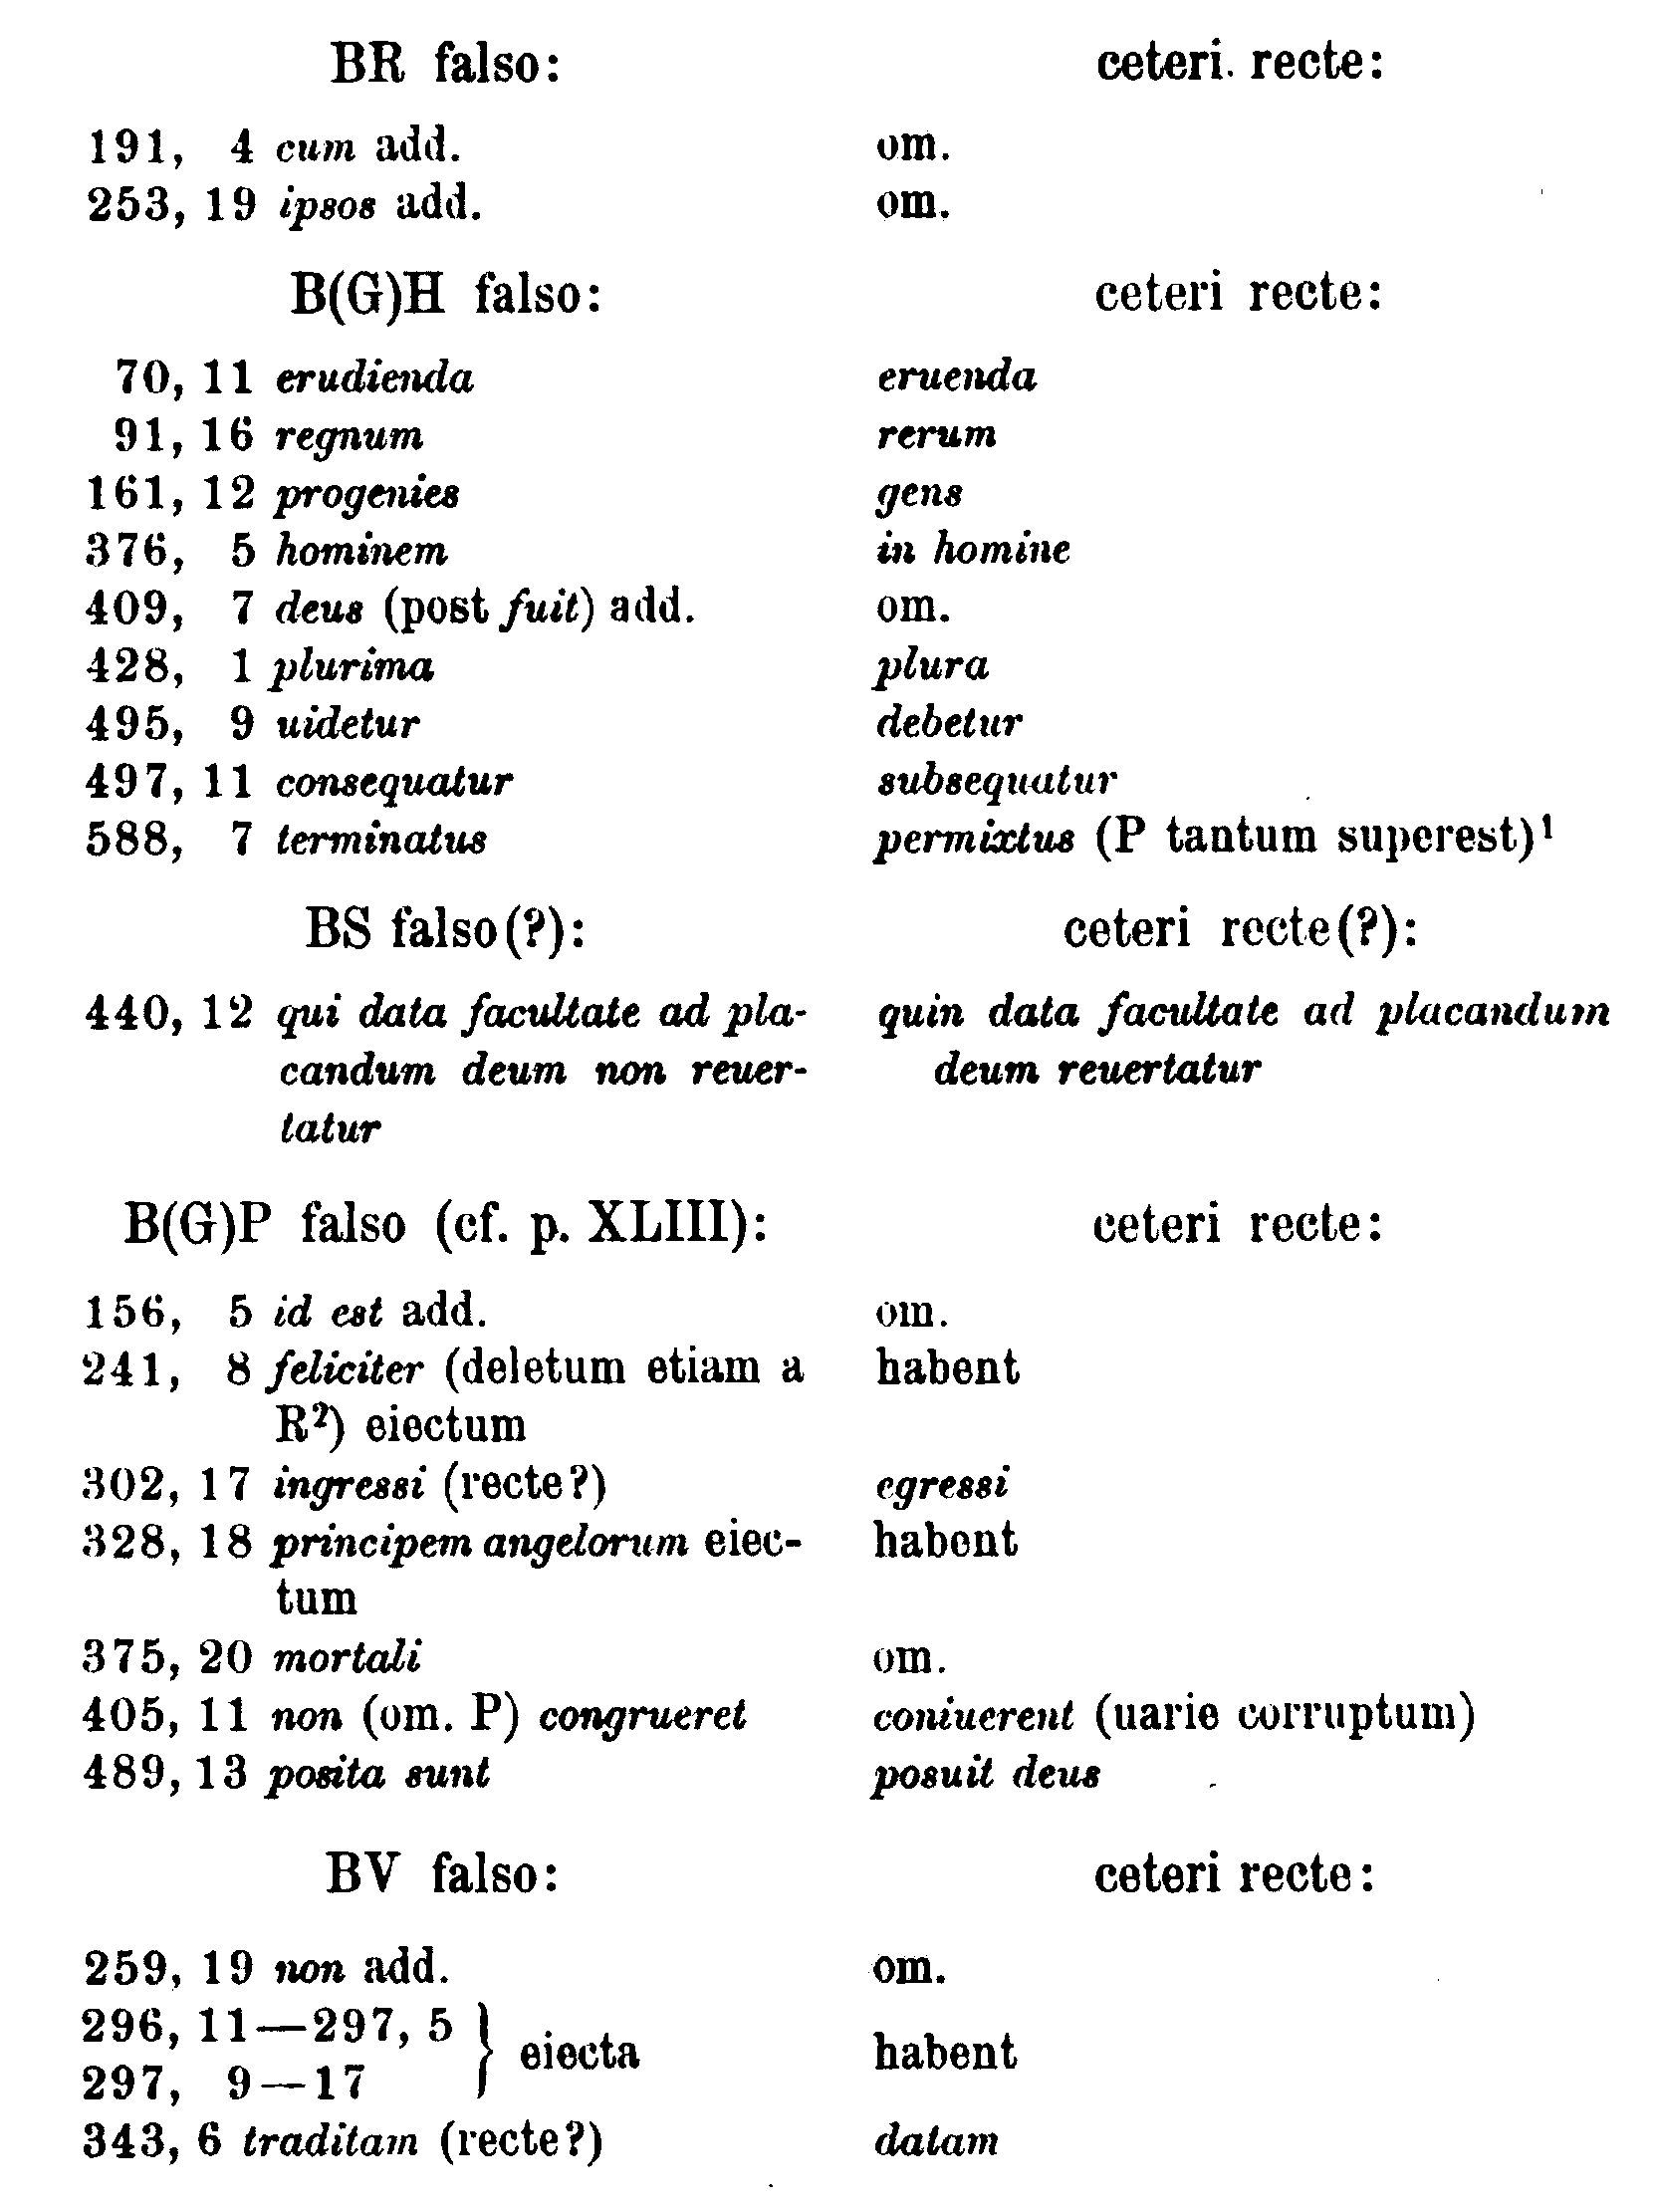 BR falso: ceteri recte:
191, 4 cum add. om.
253, 19 ipsos add. om.
B(G)H falso: ceteri recte:
70, 11 erudienda eruenda
91, 16 regnum rerum
161, 12 progenies gens
376, 5 hominem in homine
409, 7 deus (post fuit) add. om.
428, 1 plurima plura
495, 9 uidetur debetur
497, 11 consequatur subsequatur
588, 7 terminatus permixtus (P tantum superest)¹
BS falso(?): ceteri recte(?):
440, 12 qui data facultate ad pla- quin data facultate ad placandum
candum deum non reuer- deum reuertatur
tatur
B(G)P falso (cf. p. XLIII): ceteri recte:
156, 5 id est add. om.
241, 8 feliciter (deletum etiam a habent
R²) eiectum
302, 17 ingressi (recte?) egressi
328, 18 principem angelorum eiec- habent
tum
375, 20 mortali om.
405, 11 non (om. P) congrueret coniuerent (uarie corruptum)
489, 13 posita sunt posuit deus
BV falso: ceteri recte:
259, 19 non add. om.
296, 11—297, 5 } eiecta habent
297, 9—17
343, 6 traditam (recte?) datam